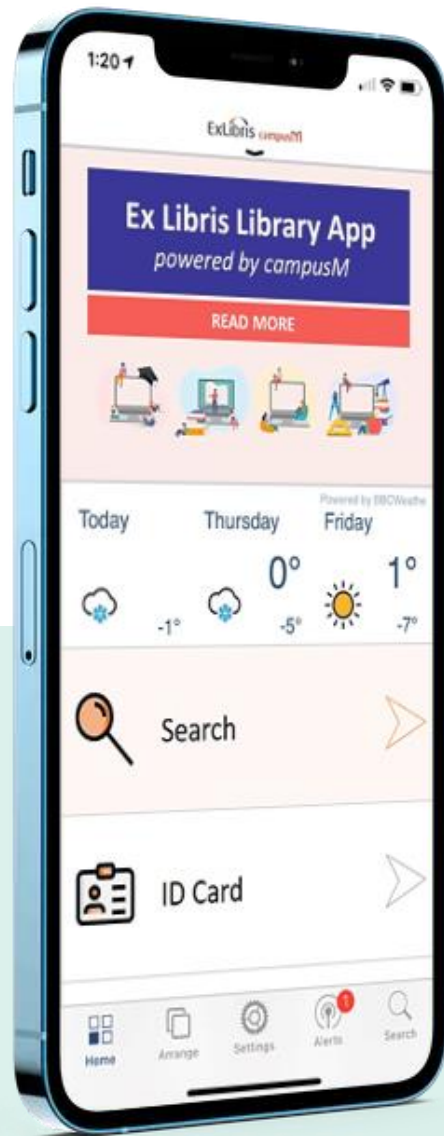 1:20
ExLibris campusM
Ex Libris Library App
powered by campusM
READ MORE
Powered by BBCWeathe
Today Thursday Friday
0° 1°
-1° -5° -7°
Search
ID Card
1
Home Arrange Settings Alerts Search